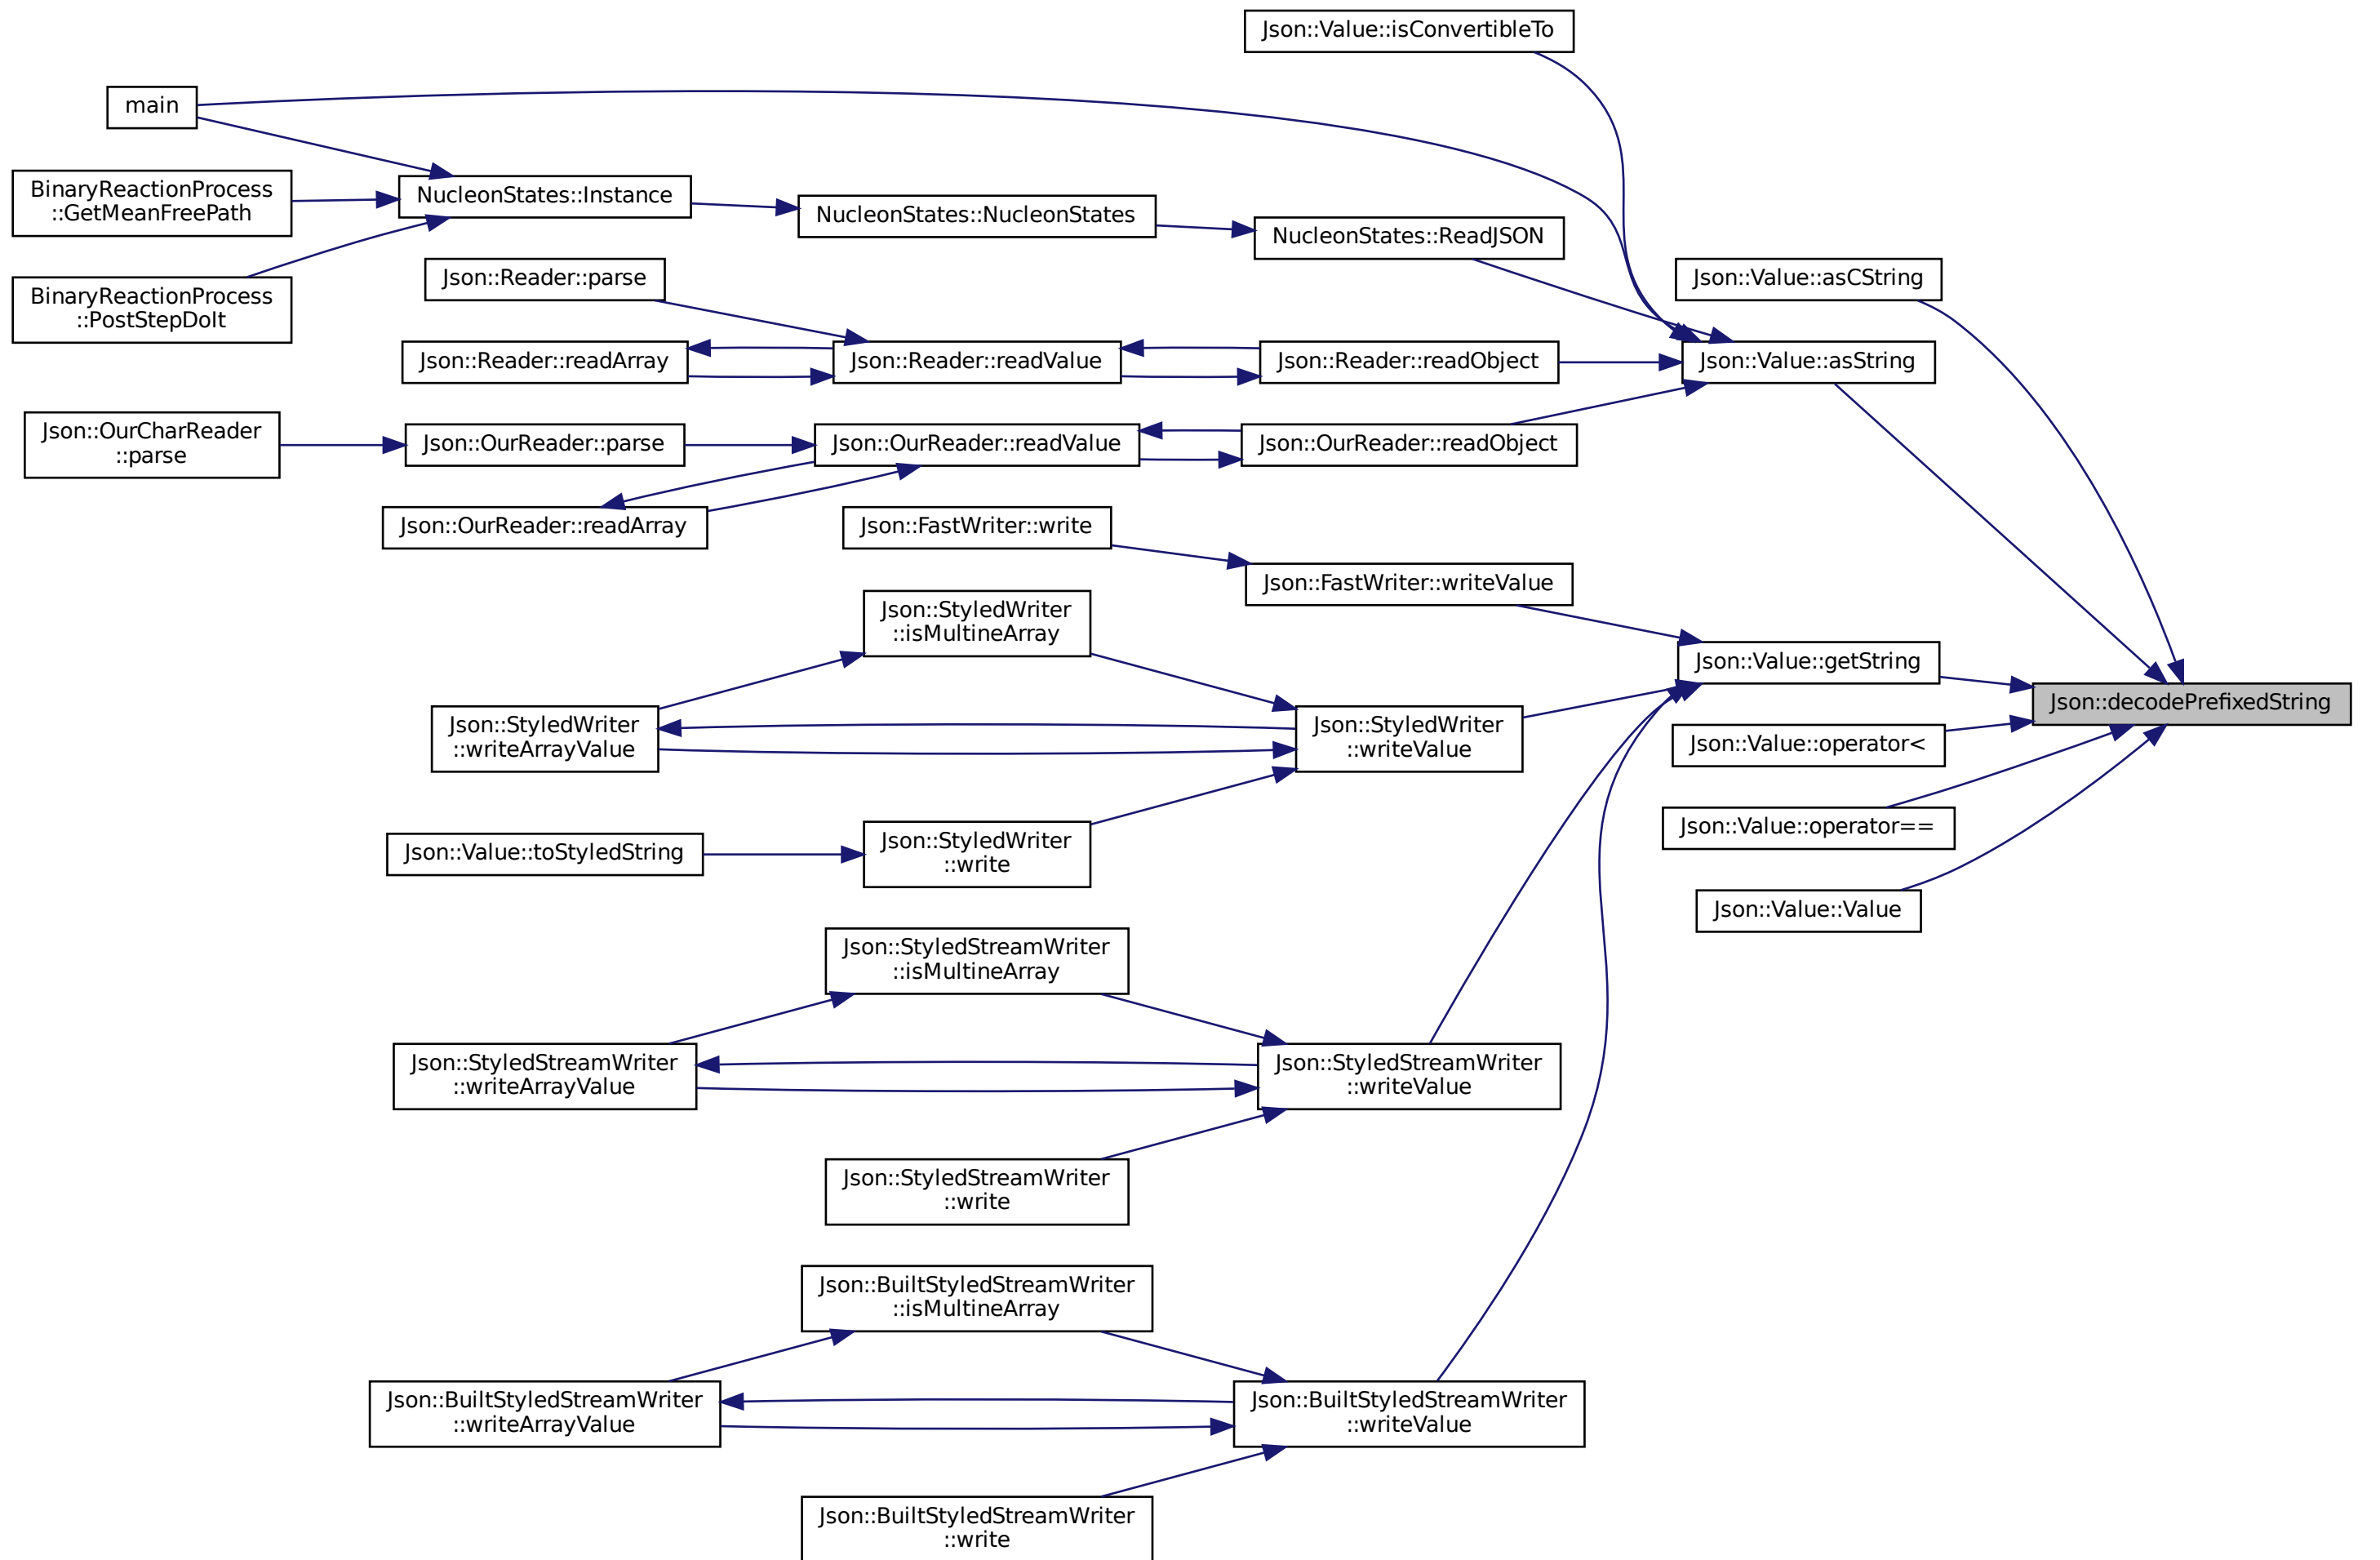 Json::Value::isConvertibleTo
main
BinaryReactionProcess
::GetMeanFreePath
NucleonStates::Instance
NucleonStates::NucleonStates
NucleonStates::ReadJSON
BinaryReactionProcess
::PostStepDoIt
Json::Reader::parse
Json::Value::asCString
Json::Reader::readArray
Json::Reader::readValue
Json::Reader::readObject
Json::Value::asString
Json::OurCharReader
::parse
Json::OurReader::parse
Json::OurReader::readValue
Json::OurReader::readObject
Json::OurReader::readArray
Json::FastWriter::write
Json::FastWriter::writeValue
Json::StyledWriter
::isMultineArray
Json::Value::getString
Json::decodePrefixedString
Json::StyledWriter
::writeArrayValue
Json::StyledWriter
::writeValue
Json::Value::operator<
Json::Value::operator==
Json::Value::toStyledString
Json::StyledWriter
::write
Json::Value::Value
Json::StyledStreamWriter
::isMultineArray
Json::StyledStreamWriter
::writeArrayValue
Json::StyledStreamWriter
::writeValue
Json::StyledStreamWriter
::write
Json::BuiltStyledStreamWriter
::isMultineArray
Json::BuiltStyledStreamWriter
::writeArrayValue
Json::BuiltStyledStreamWriter
::writeValue
Json::BuiltStyledStreamWriter
::write